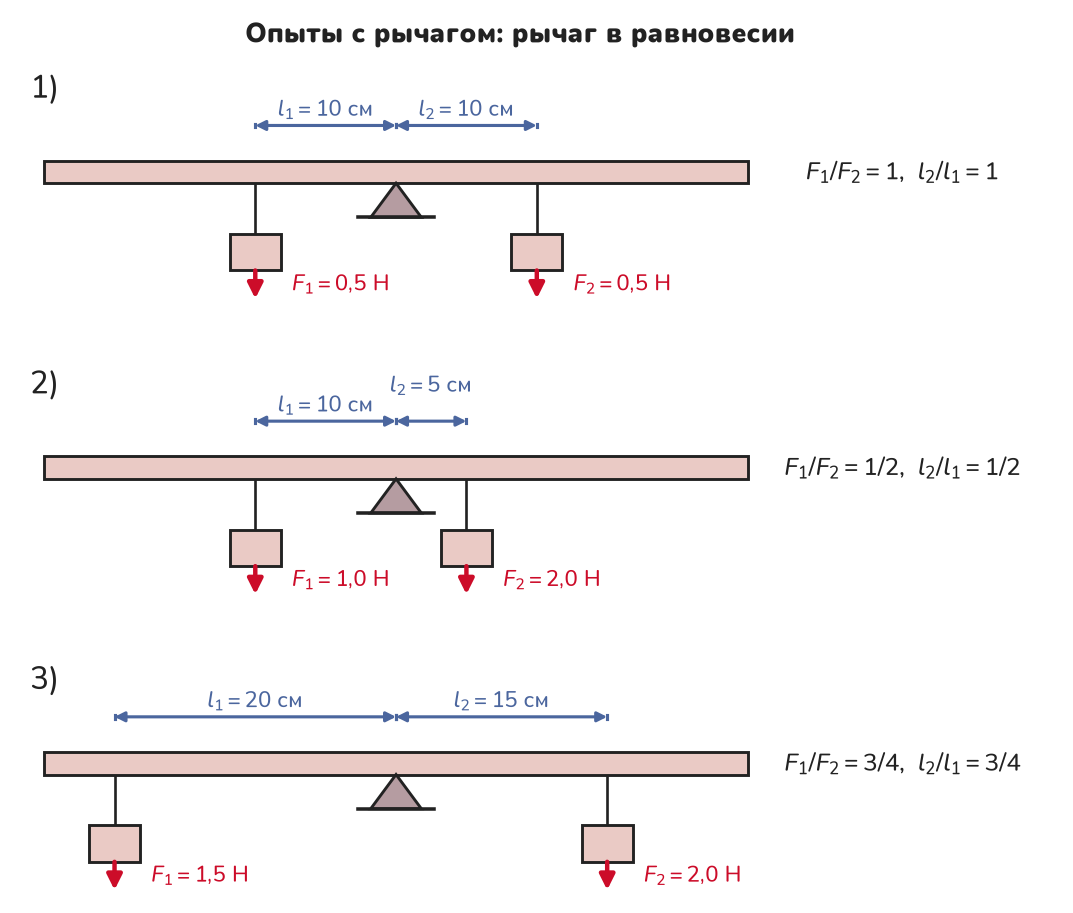 Опыты с рычагом: рычаг в равновесии
1)
l₁ = 10 см l₂ = 10 см
F₁/F₂ = 1, l₂/l₁ = 1
F₁ = 0,5 Н F₂ = 0,5 Н
2)
l₂ = 5 см
l₁ = 10 см
F₁/F₂ = 1/2, l₂/l₁ = 1/2
F₁ = 1,0 Н F₂ = 2,0 Н
3)
l₁ = 20 см l₂ = 15 см
F₁/F₂ = 3/4, l₂/l₁ = 3/4
F₁ = 1,5 Н F₂ = 2,0 Н